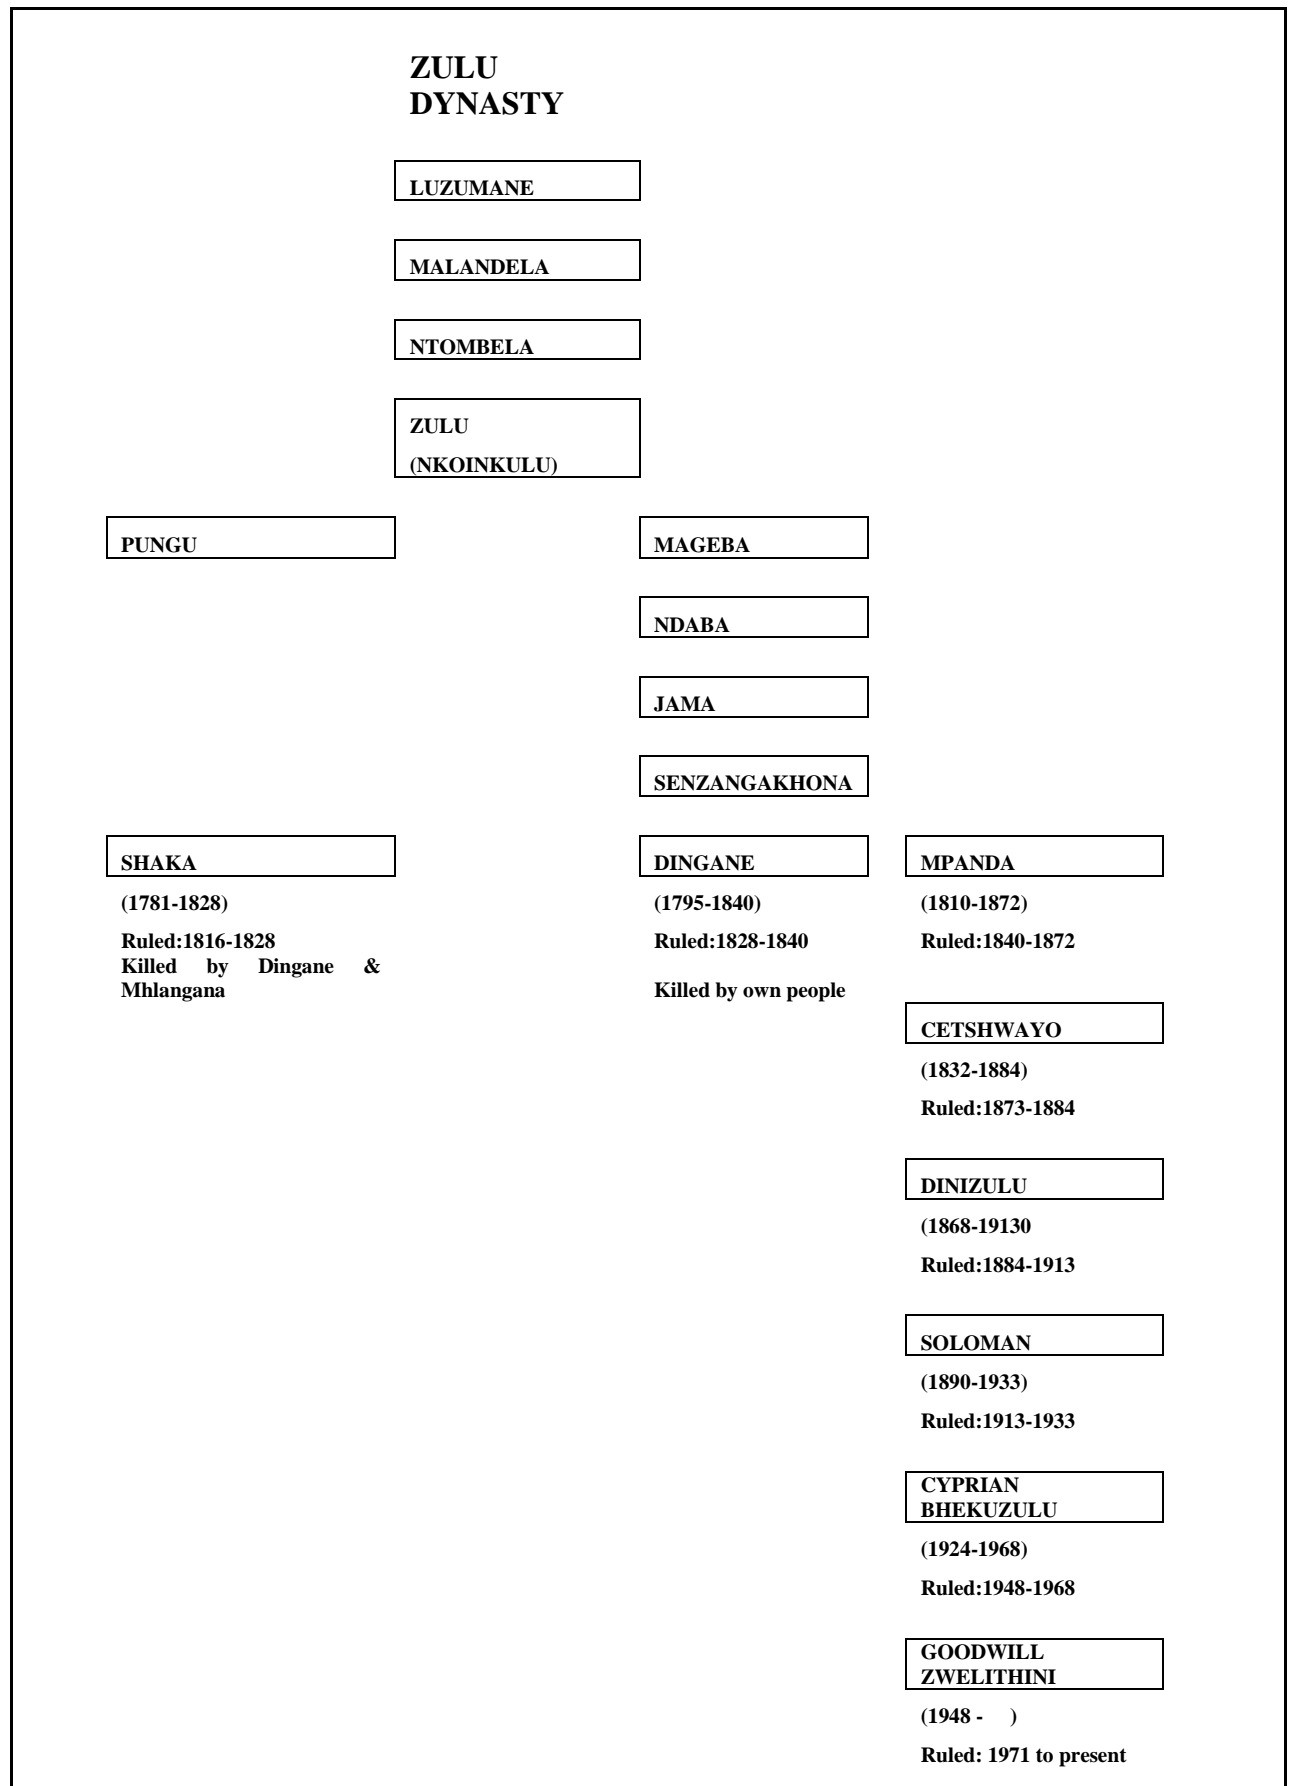 ZULU
DYNASTY
LUZUMANE
MALANDELA
NTOMBELA
ZULU
(NKOINKULU)
PUNGU
MAGEBA
NDABA
JAMA
SENZANGAKHONA
SHAKA
(1781-1828)
Ruled:1816-1828
Killed by Dingane &
Mhlangana
DINGANE
(1795-1840)
Ruled:1828-1840
Killed by own people
MPANDA
(1810-1872)
Ruled:1840-1872
CETSHWAYO
(1832-1884)
Ruled:1873-1884
DINIZULU
(1868-19130
Ruled:1884-1913
SOLOMAN
(1890-1933)
Ruled:1913-1933
CYPRIAN
BHEKUZULU
(1924-1968)
Ruled:1948-1968
GOODWILL
ZWELITHINI
(1948 - )
Ruled: 1971 to present